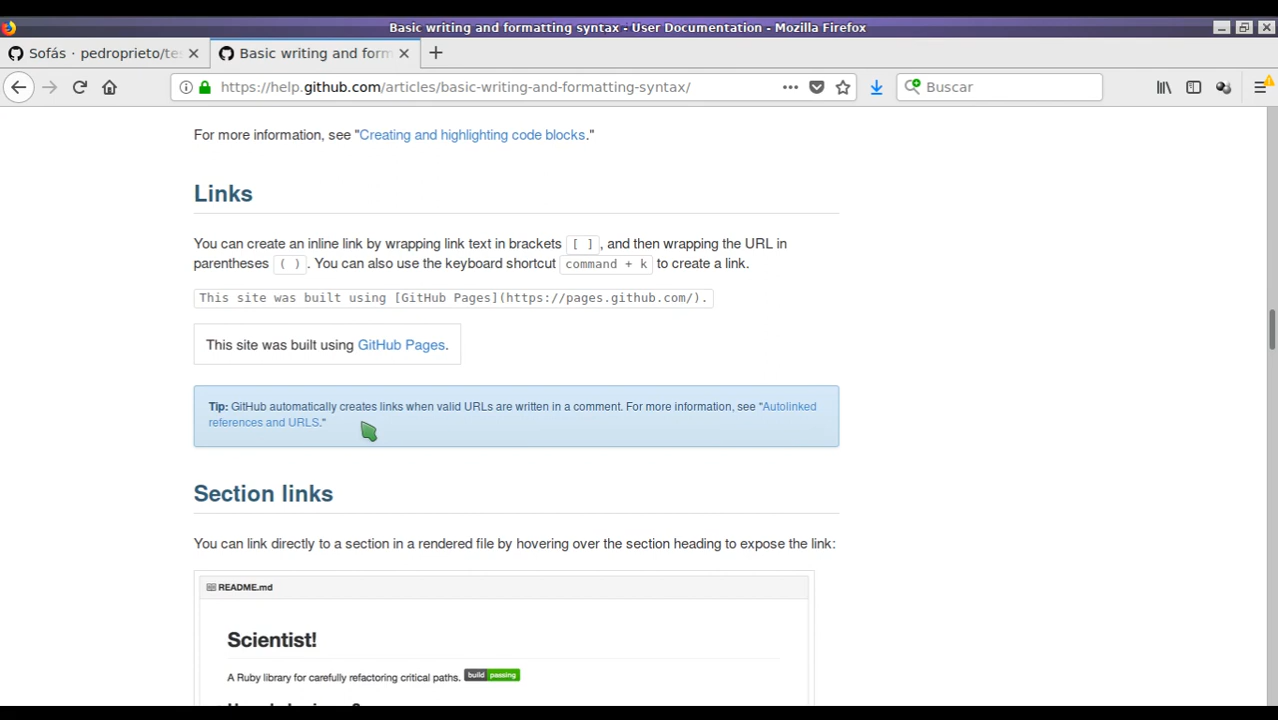 Basic writing and formatting syntax - User Documentation - Mozilla Firefox
Sofás · pedroprieto/te
Basic writing and form
https://help.github.com/articles/basic-writing-and-formatting-syntax/
Buscar
For more information, see "Creating and highlighting code blocks."
Links
You can create an inline link by wrapping link text in brackets [ ], and then wrapping the URL in
parentheses ( ). You can also use the keyboard shortcut command + k to create a link.
This site was built using [GitHub Pages](https://pages.github.com/).
This site was built using GitHub Pages.
Tip: GitHub automatically creates links when valid URLs are written in a comment. For more information, see "Autolinked
references and URLS."
Section links
You can link directly to a section in a rendered file by hovering over the section heading to expose the link:
README.md
Scientist!
A Ruby library for carefully refactoring critical paths. build passing